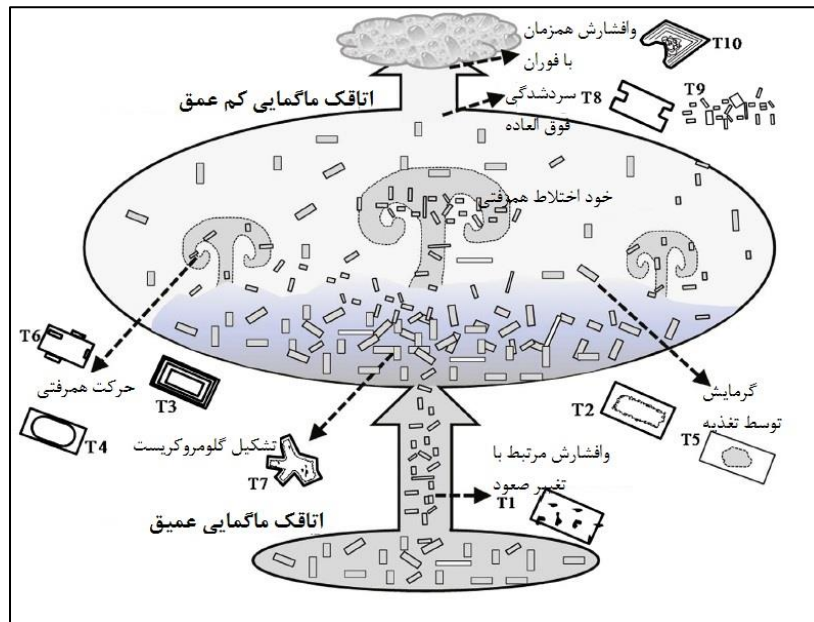 وافشارش همزمان
با فوران
T10
اتاقک ماگمایی کم عمق
سردشدگی
فوق العاده
T8
T9
خود اختلاط همرفتی
T6
حرکت همرفتی
T3
T4
تشکیل گلومروکریست
T7
گرمایش
توسط تغذیه
T2
T5
وافشارش مرتبط با
تغییر صعود
T1
اتاقک ماگمایی عمیق